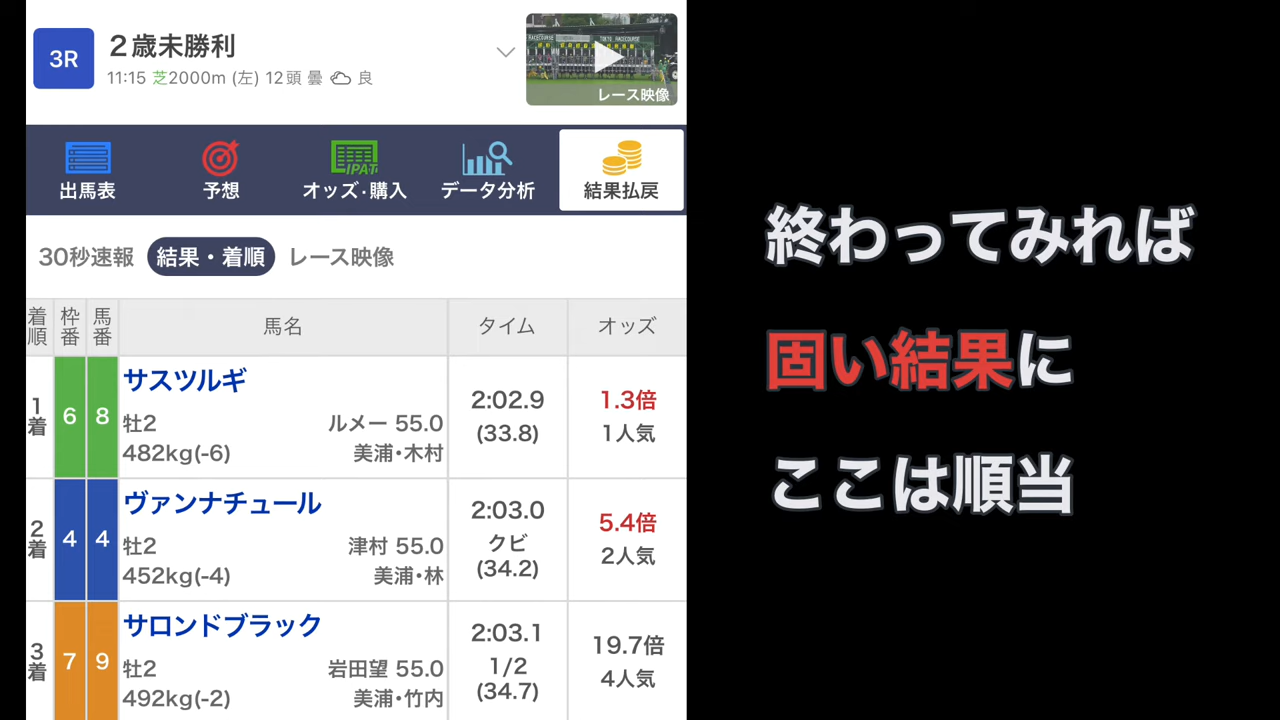 3R
2歳未勝利
11:15 芝2000m (左) 12頭 曇 良
RACECOURSE
TOKYO RACECOURSE
レース映像
出馬表
予想
IPAT
オッズ・購入
データ分析
結果払戻
30秒速報 結果・着順 レース映像
着順 枠番 馬番 馬名 タイム オッズ
1着 6 8 サスツルギ
牡2 ルメー 55.0
482kg(-6) 美浦・木村
2:02.9
(33.8)
1.3倍
1人気
2着 4 4 ヴァンナチュール
牡2 津村 55.0
452kg(-4) 美浦・林
2:03.0
クビ
(34.2)
5.4倍
2人気
3着 7 9 サロンドブラック
牡2 岩田望 55.0
492kg(-2) 美浦・竹内
2:03.1
1/2
(34.7)
19.7倍
4人気
終わってみれば
固い結果に
ここは順当